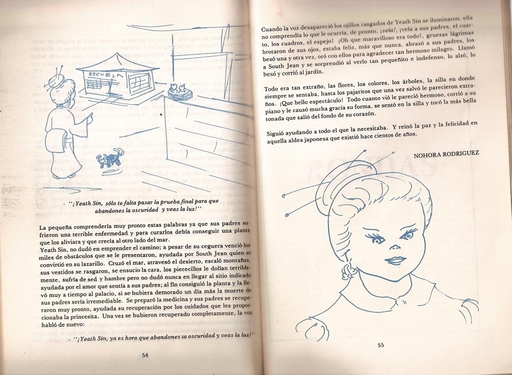 ESCUELA
"¡Yeath Sin, sólo te falta pasar la prueba final para que
abandones la oscuridad y veas la luz!"
La pequeña comprendería muy pronto estas palabras ya que sus padres su-
frieron una terrible enfermedad y para curarlos debía conseguir una planta
que los aliviara y que crecía al otro lado del mar.
Yeath Sin, no dudó en emprender el camino; a pesar de su ceguera venció los
miles de obstáculos que se le presentaron, ayudada por South Jean quien se
convirtió en su lazarillo. Cruzó el mar, atravesó el desierto, escaló montañas,
sus vestidos se rasgaron, se ensució la cara, los piececillos le dolían terrible-
mente, sufría de sed y hambre pero no dudó nunca en llegar al sitio indicado
ayudada por el amor que sentía a sus padres; al fin consiguió la planta y la lle-
vó muy a tiempo al palacio, si se hubiera demorado un día más la muerte de
sus padres sería irremediable. Se preparó la medicina y sus padres se recupe-
raron muy pronto, ayudada su recuperación por los cuidados que les propor-
cionaba la princesita. Una vez se hubieron recuperado completamente, la voz
habló de nuevo:
- "¡Yeath Sin, ya es hora que abandones la oscuridad y veas la luz!"
54
Cuando la voz desapareció los ojillos rasgados de Yeath Sin se iluminaron, ella
no comprendía lo que le ocurría, de pronto, ¡veía!, ¡veía a sus padres, el cuar-
to, los cuadros, el espejo! ¡Oh que maravilloso era todo!, gruesas lágrimas
brotaron de sus ojos, estaba feliz, más que nunca, abrazó a sus padres, los
besó una y otra vez, oró con ellos para agradecer tan hermoso milagro. Llamó
a South Jean y se sorprendió al verlo tan pequeñito e indefenso, lo alzó, lo
besó y corrió al jardín.
Todo era tan extraño, las flores, los colores, los árboles, la silla en donde
siempre se sentaba, hasta los pajaritos que una vez salvó le parecieron extra-
ños. ¡Que bello espectáculo! Todo cuanto vió le pareció hermoso, corrió a su
piano y le causó mucha gracia su forma, se sentó en la silla y tocó la más bella
tonada que salió del fondo de su corazón.
Siguió ayudando a todo el que la necesitaba. Y reinó la paz y la felicidad en
aquella aldea japonesa que existió hace cientos de años.
NOHORA RODRIGUEZ
55